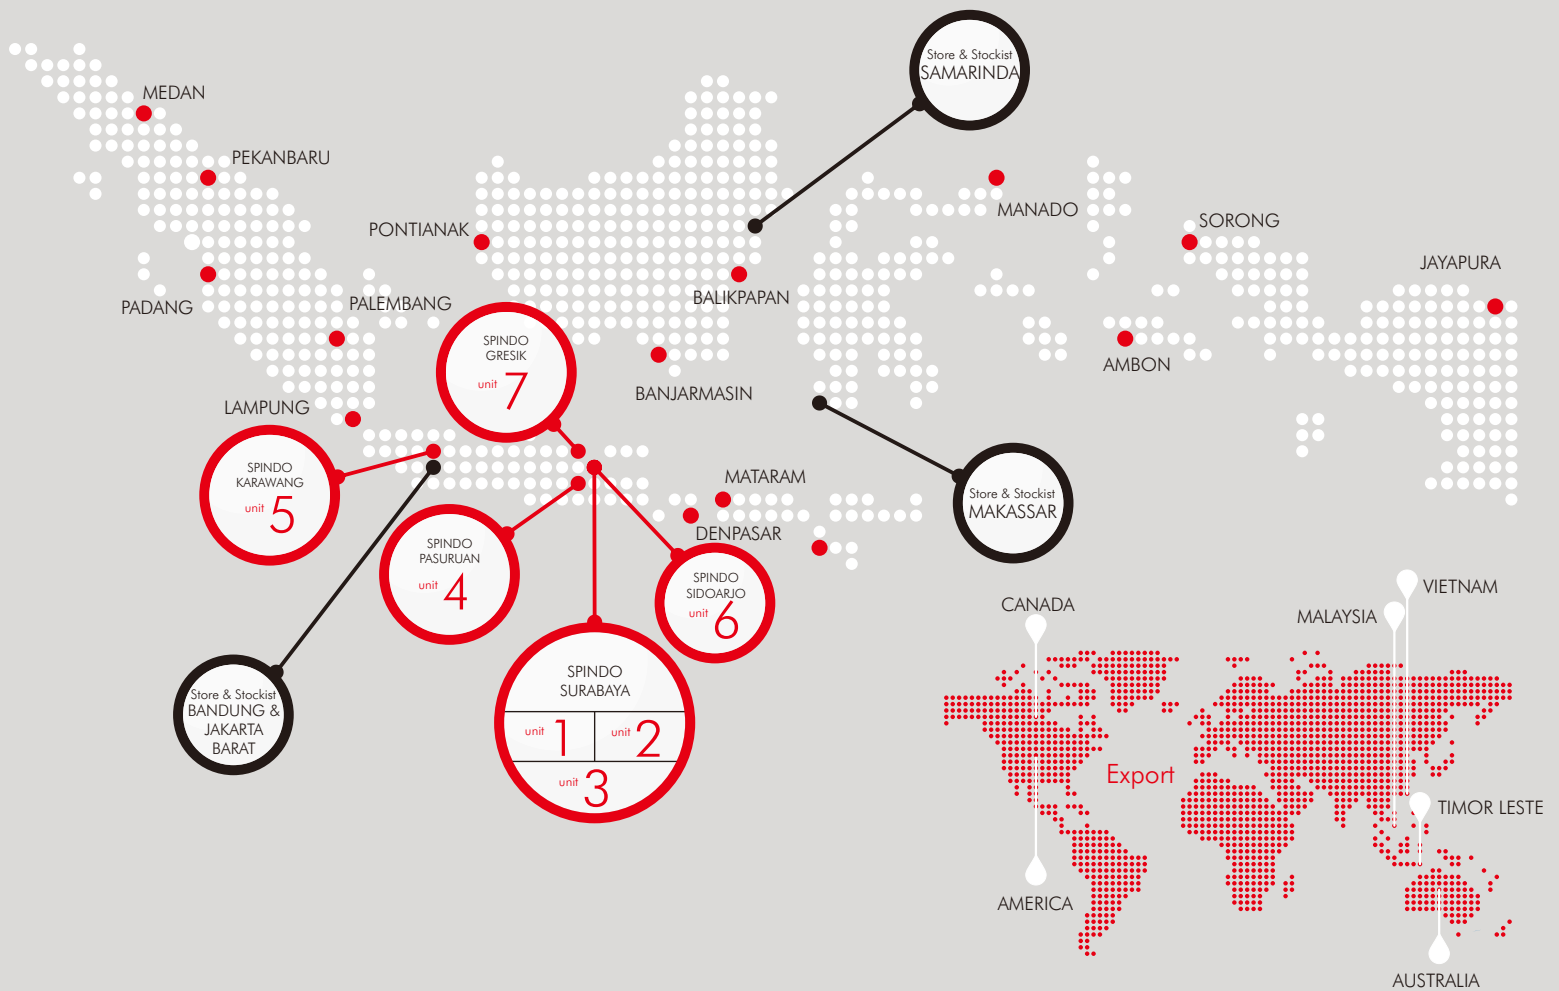 Store & Stockist
SAMARINDA
MEDAN
PEKANBARU
PONTIANAK
MANADO
SORONG
JAYAPURA
PADANG
PALEMBANG
BALIKPAPAN
SPINDO
GRESIK
unit 7
BANJARMASIN
AMBON
LAMPUNG
SPINDO
KARAWANG
unit 5
MATARAM
DENPASAR
Store & Stockist
MAKASSAR
SPINDO
PASURUAN
unit 4
SPINDO
SIDOARJO
unit 6
Store & Stockist
BANDUNG &
JAKARTA
BARAT
SPINDO
SURABAYA
unit 1
unit 2
unit 3
CANADA
MALAYSIA
VIETNAM
Export
TIMOR LESTE
AMERICA
AUSTRALIA